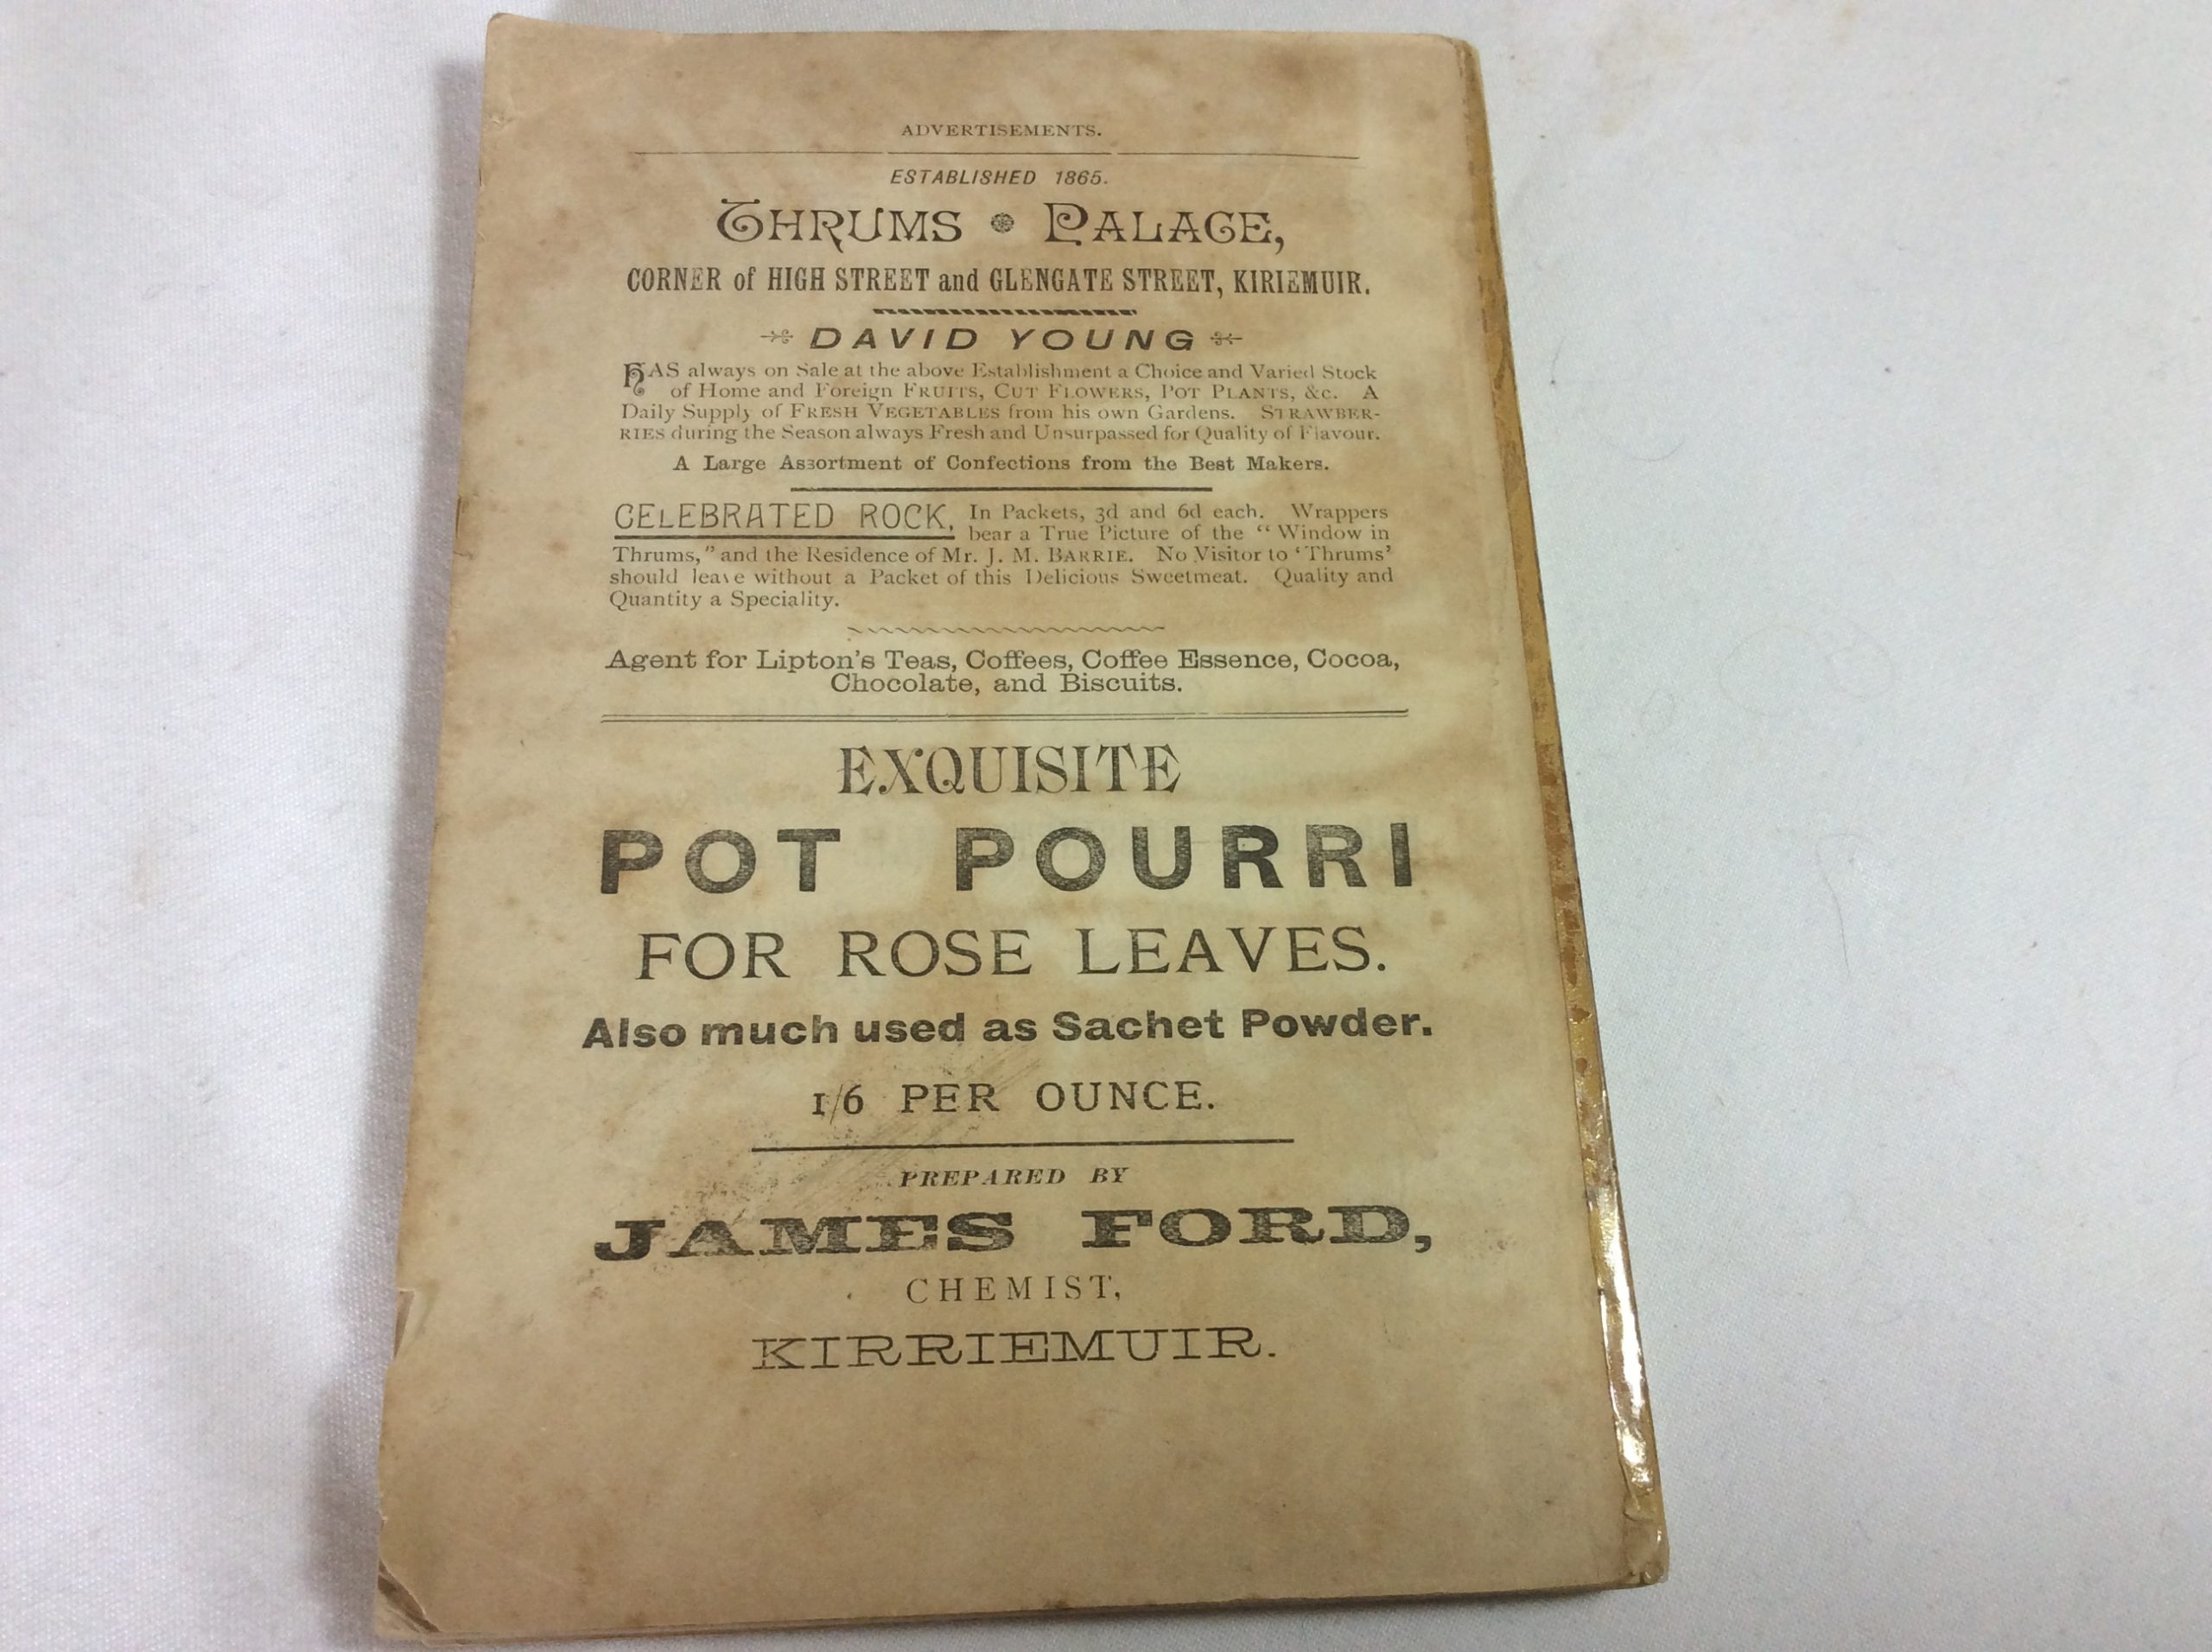 ADVERTISEMENTS.
ESTABLISHED 1865.
THRUMS PALACE,
CORNER of HIGH STREET and GLENGATE STREET, KIRIEMUIR.
DAVID YOUNG
HAS always on Sale at the above Establishment a Choice and Varied Stock
of Home and Foreign FRUITS, CUT FLOWERS, POT PLANTS, &c. A
Daily Supply of FRESH VEGETABLES from his own Gardens. STRAWBER-
RIES during the Season always Fresh and Unsurpassed for Quality of Flavour.
A Large Assortment of Confections from the Best Makers.
CELEBRATED ROCK, In Packets, 3d and 6d each. Wrappers
bear a True Picture of the "Window in
Thrums," and the Residence of Mr. J. M. BARRIE. No Visitor to 'Thrums'
should leave without a Packet of this Delicious Sweetmeat. Quality and
Quantity a Speciality.
Agent for Lipton's Teas, Coffees, Coffee Essence, Cocoa,
Chocolate, and Biscuits.
EXQUISITE
POT POURRI
FOR ROSE LEAVES.
Also much used as Sachet Powder.
1/6 PER OUNCE.
PREPARED BY
JAMES FORD,
CHEMIST,
KIRRIEMUIR.